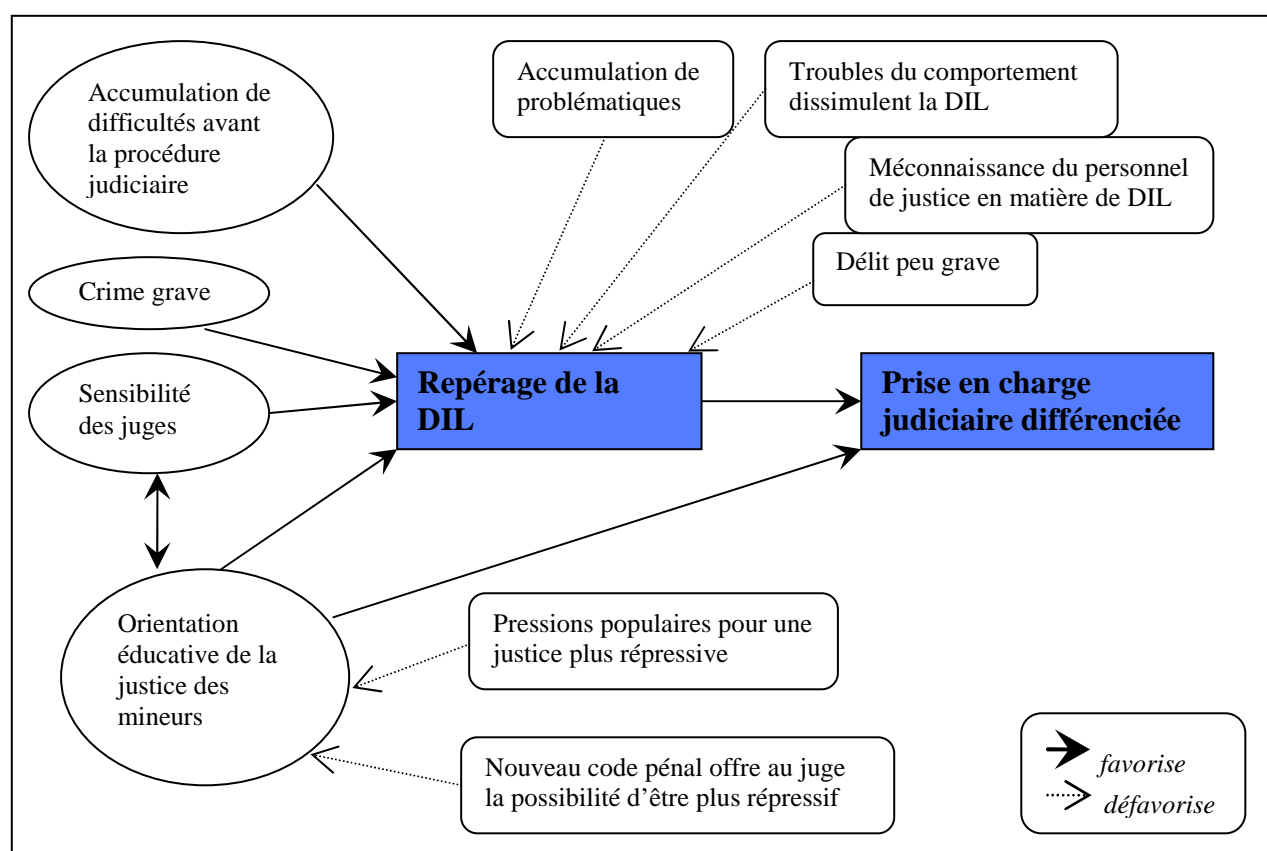 Accumulation de
difficultés avant
la procédure
judiciaire
Accumulation de
problématiques
Troubles du comportement
dissimulent la DIL
Méconnaissance du personnel
de justice en matière de DIL
Délit peu grave
Crime grave
Sensibilité
des juges
Repérage de la
DIL
Prise en charge
judiciaire différenciée
Orientation
éducative de la
justice des
mineurs
Pressions populaires pour une
justice plus répressive
Nouveau code pénal offre au juge
la possibilité d’être plus répressif
favorise
défavorise